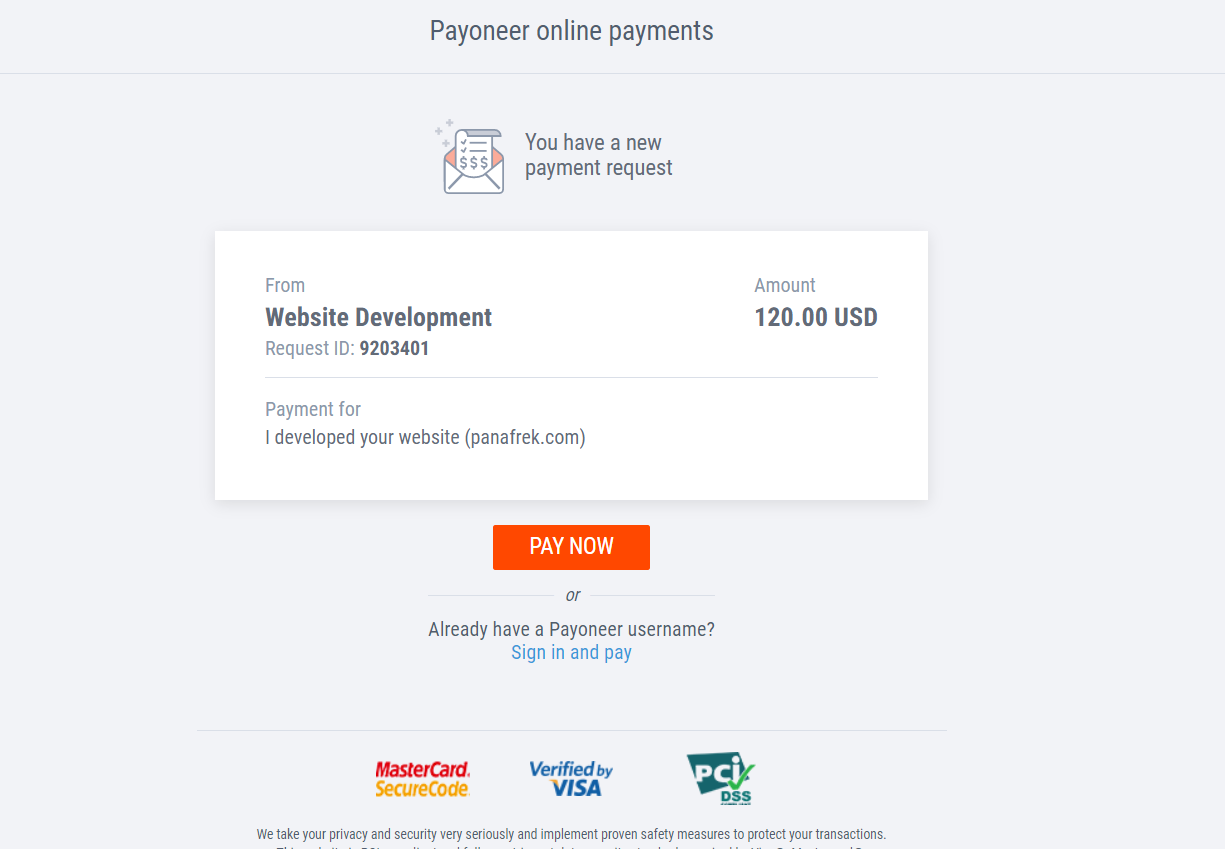 Payoneer online payments
$$$
You have a new
payment request
From
Amount
Website Development
120.00 USD
Request ID: 9203401
Payment for
I developed your website (panafrek.com)
PAY NOW
or
Already have a Payoneer username?
Sign in and pay
MasterCard.
SecureCode
Verified by
VISA
PCI
DSS
We take your privacy and security very seriously and implement proven safety measures to protect your transactions.